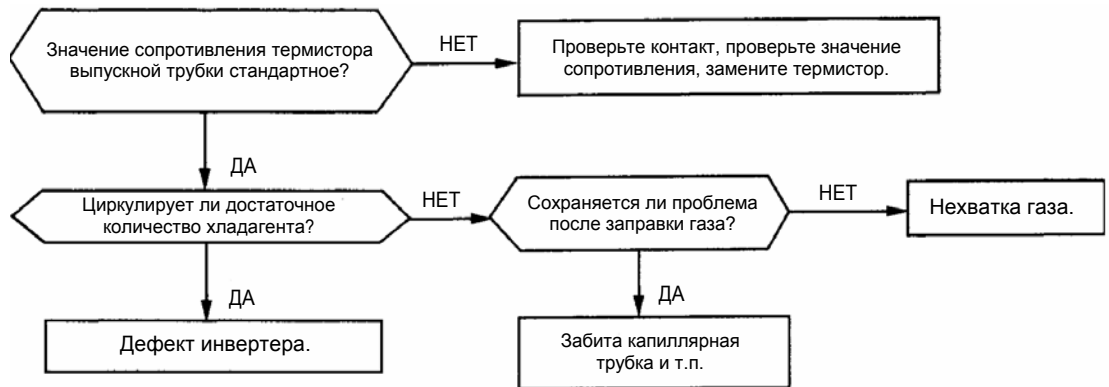 Значение сопротивления термистора
выпускной трубки стандартное?
НЕТ
Проверьте контакт, проверьте значение
сопротивления, замените термистор.
ДА
Циркулирует ли достаточное
количество хладагента?
НЕТ
Сохраняется ли проблема
после заправки газа?
НЕТ
Нехватка газа.
ДА
ДА
Дефект инвертера.
Забита капиллярная
трубка и т.п.